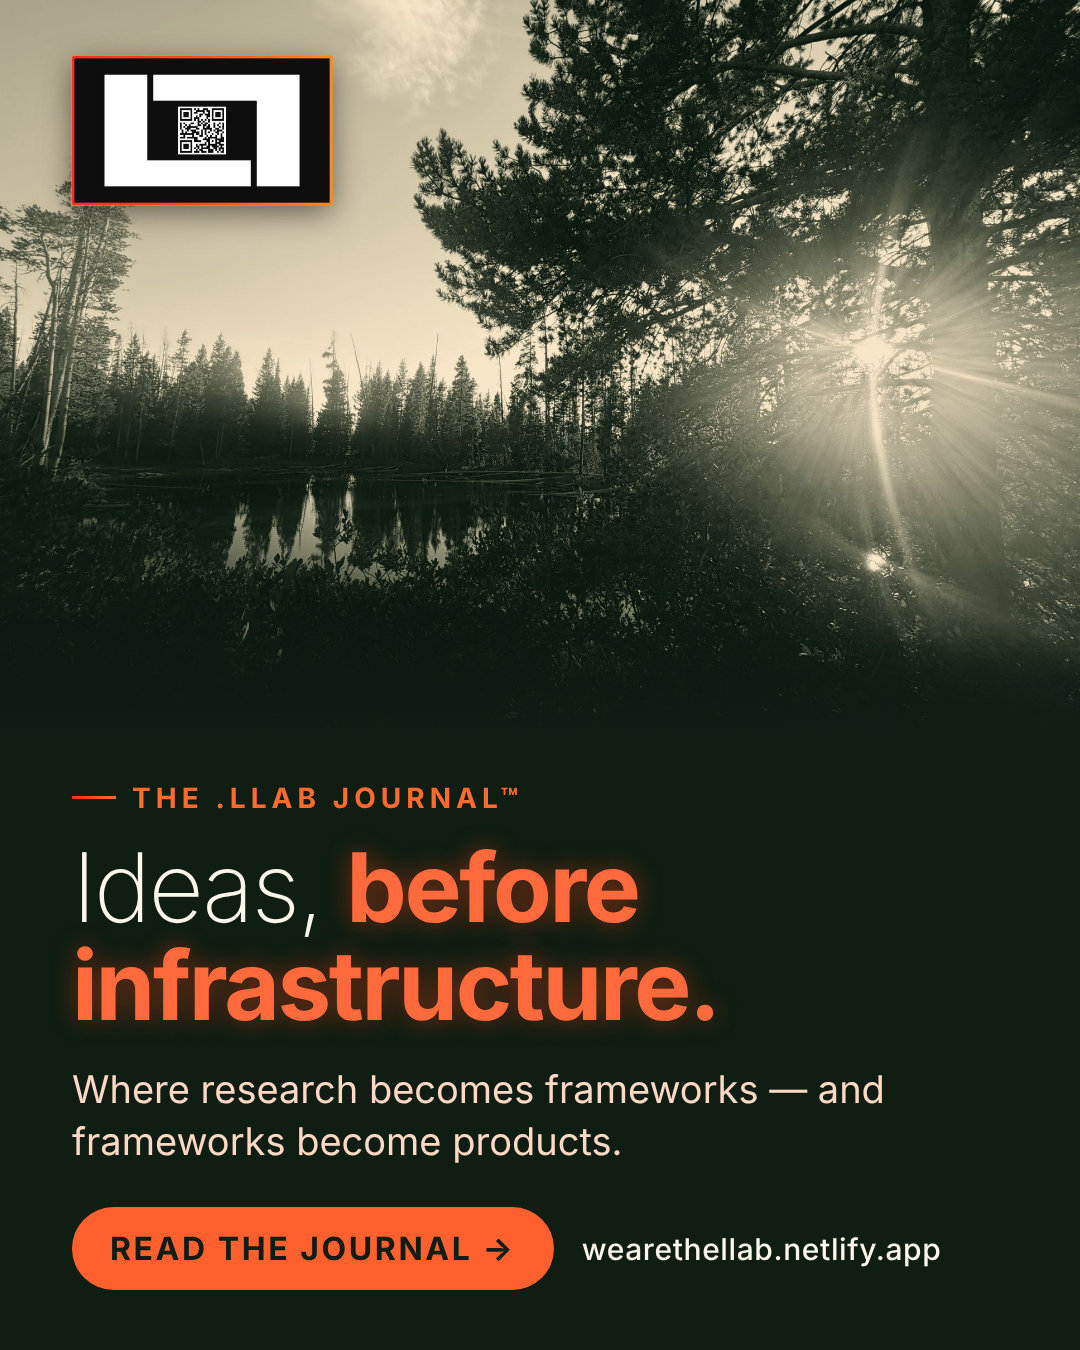 THE .LLAB JOURNAL™
Ideas, before
infrastructure.
Where research becomes frameworks — and
frameworks become products.
READ THE JOURNAL →
wearethellab.netlify.app